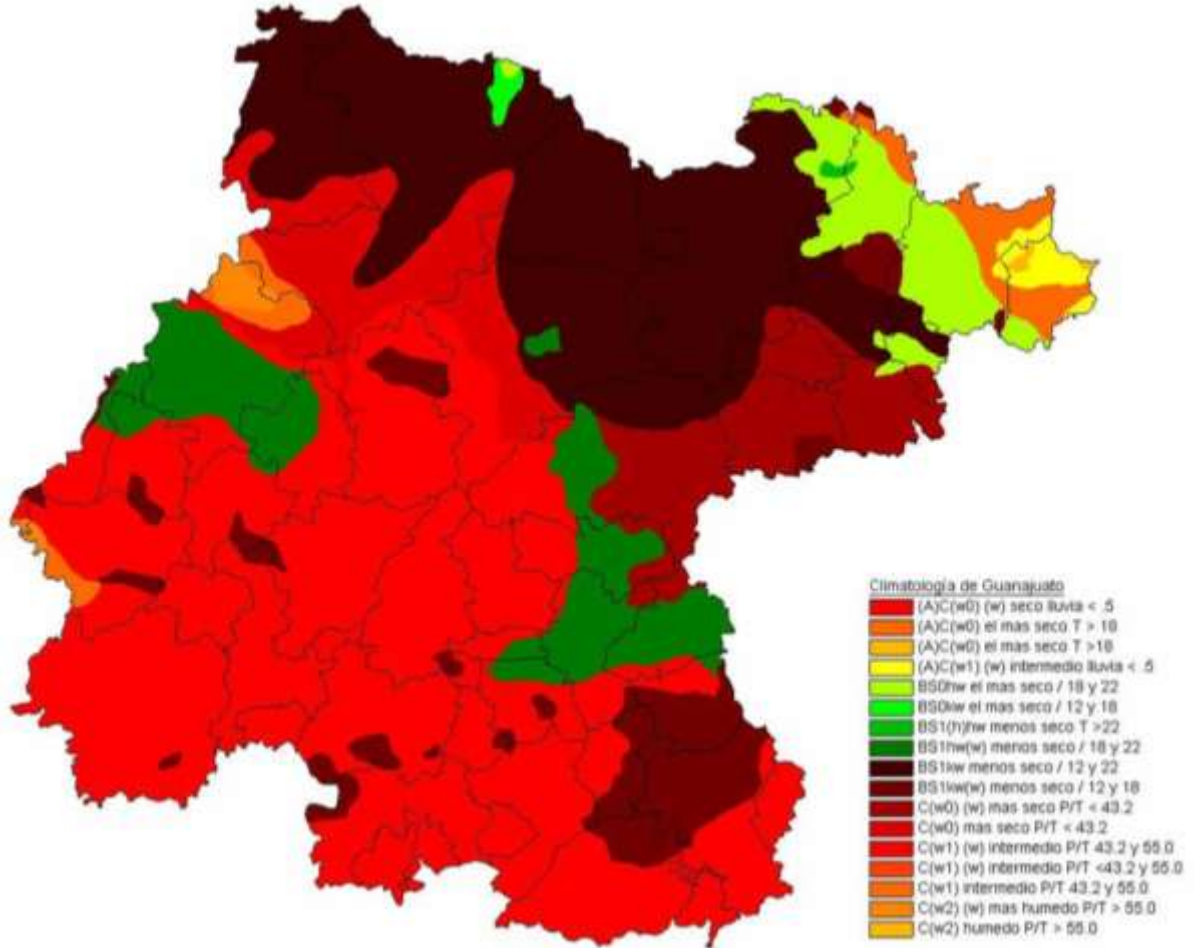 Climatología de Guanajuato
(A)C(w0) (w) seco lluvia < .5
(A)C(w0) el mas seco T > 18
(A)C(w0) el mas seco T >18
(A)C(w1) (w) intermedio lluvia < .5
BS0hw el mas seco / 18 y 22
BS0kw el mas seco / 12 y 18
BS1(h)hw menos seco T >22
BS1hw(w) menos seco / 18 y 22
BS1kw menos seco / 12 y 22
BS1kw(w) menos seco / 12 y 18
C(w0) (w) mas seco P/T < 43.2
C(w0) mas seco P/T < 43.2
C(w1) (w) intermedio P/T 43.2 y 55.0
C(w1) (w) intermedio P/T <43.2 y 55.0
C(w1) intermedio P/T 43.2 y 55.0
C(w2) (w) mas humedo P/T > 55.0
C(w2) humedo P/T > 55.0